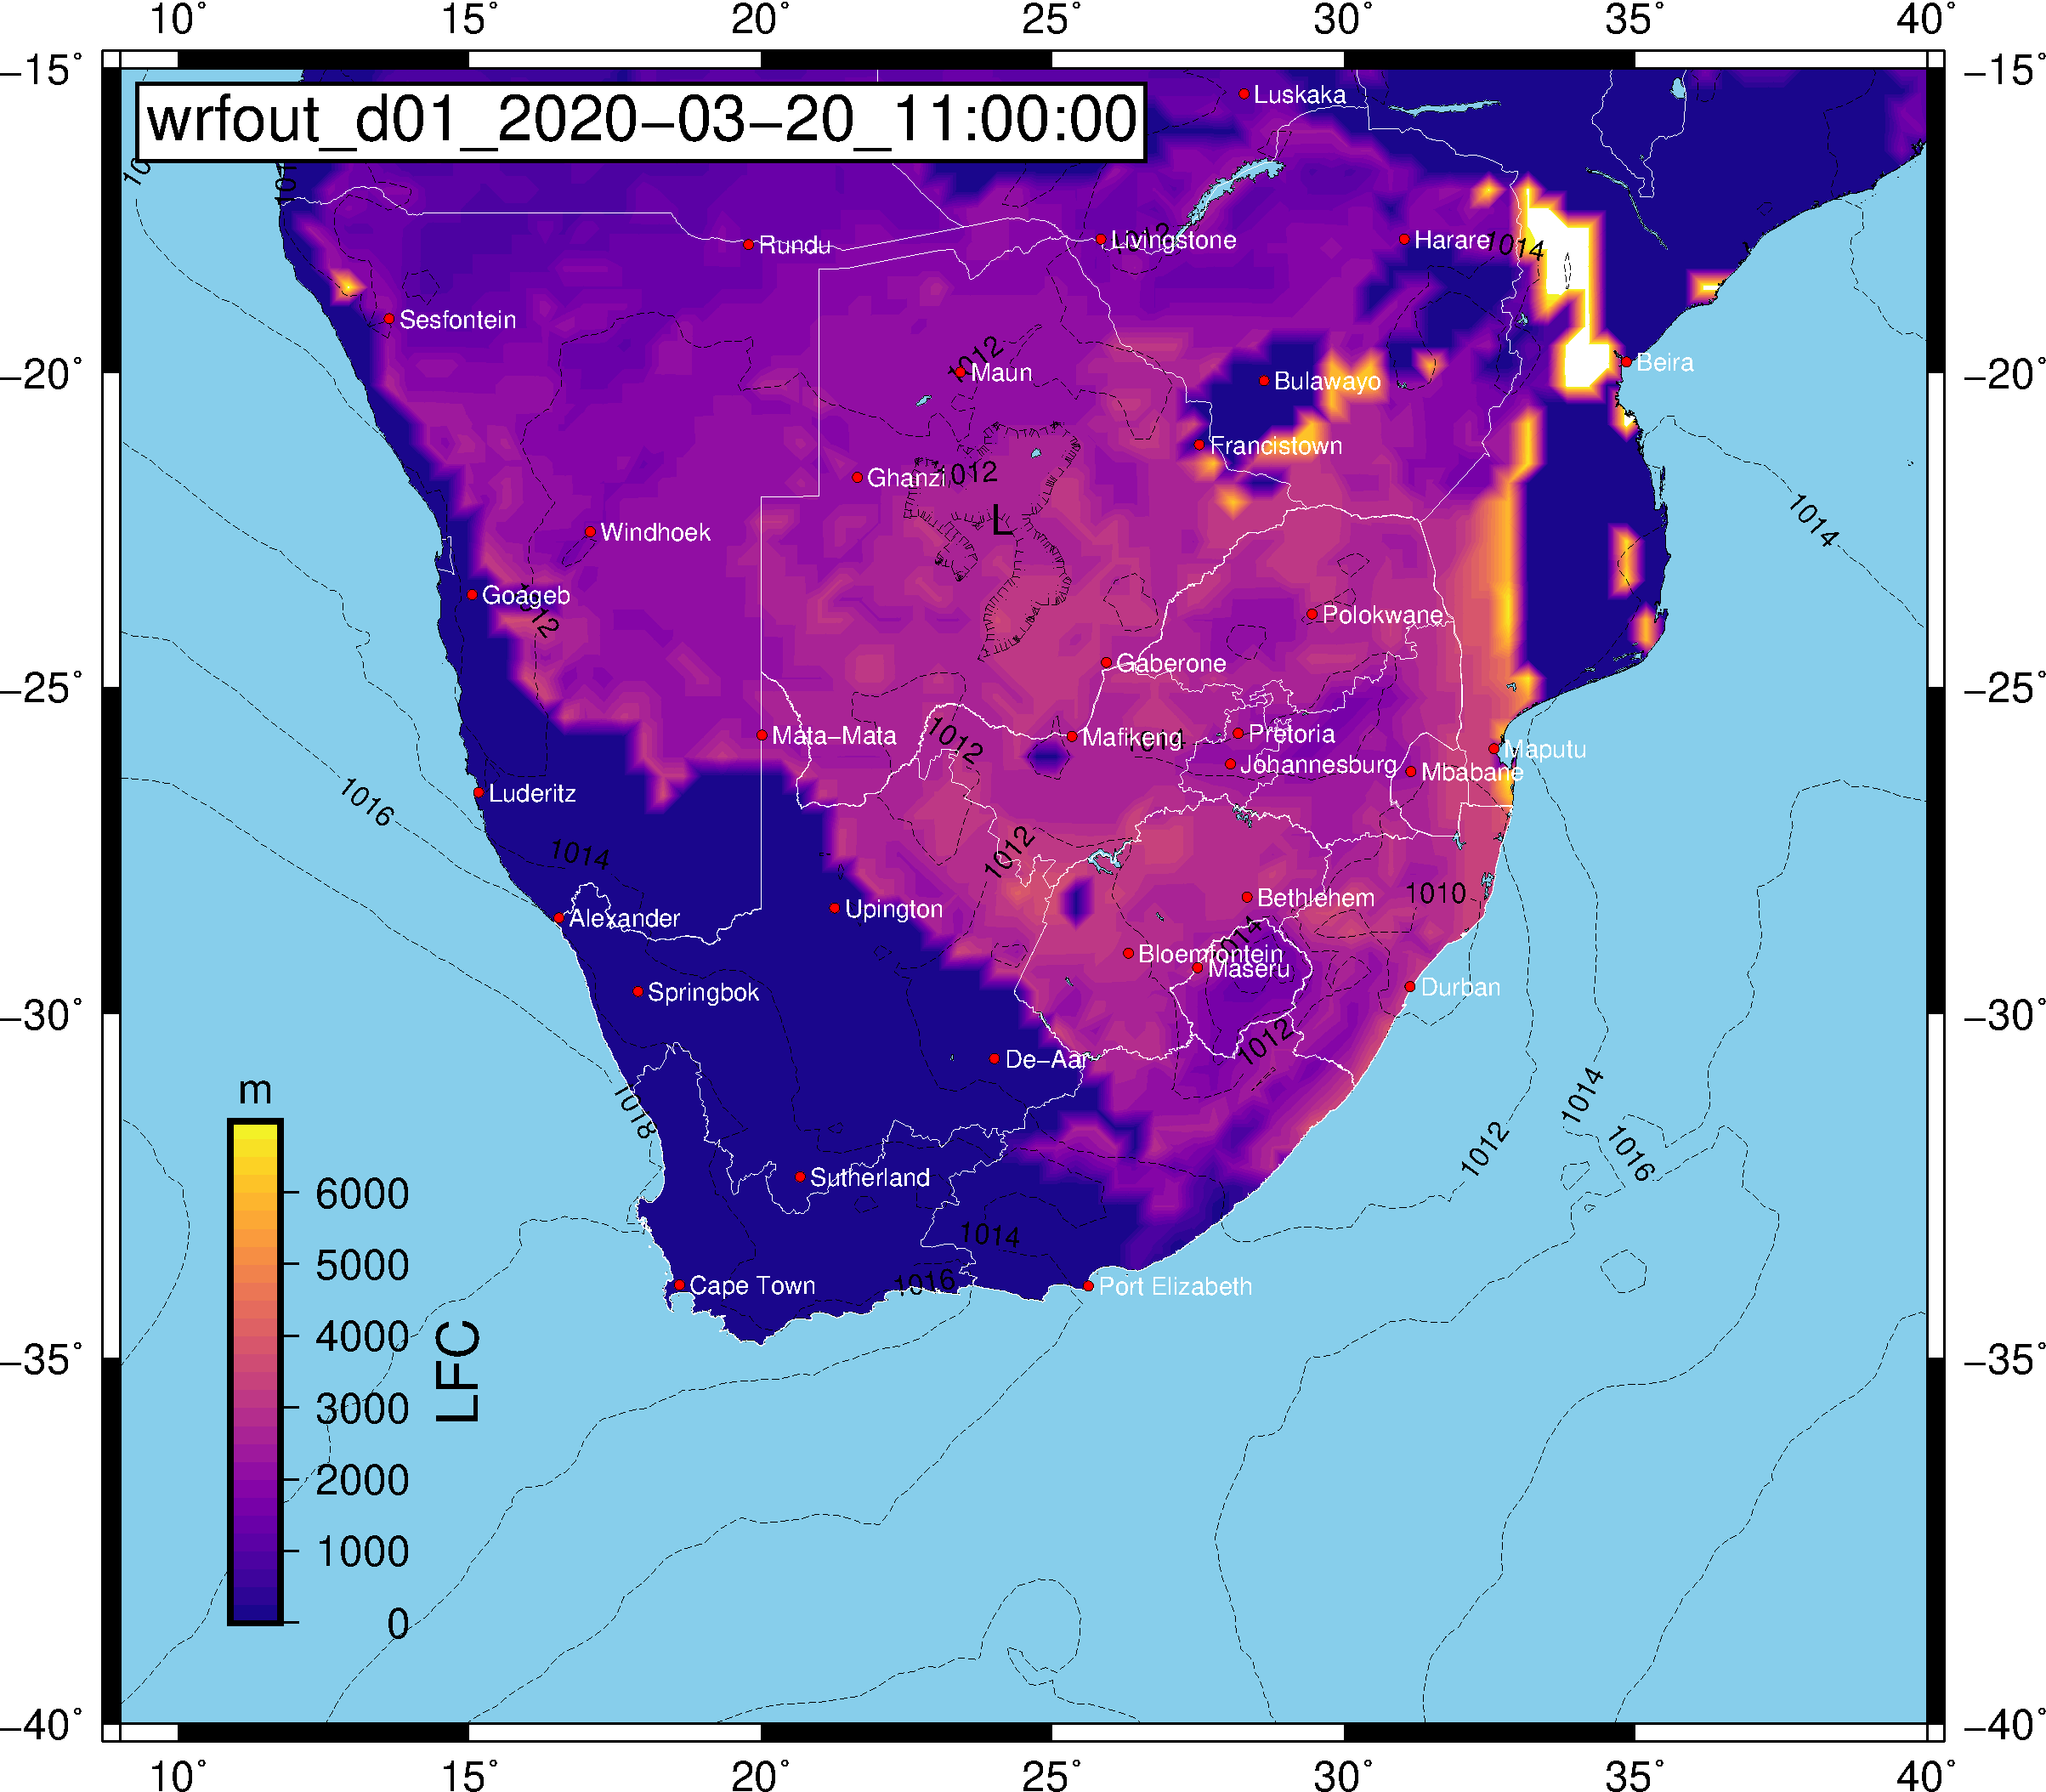 10° 15° 20° 25° 30° 35° 40°
−15° −15°
wrfout_d01_2020−03−20_11:00:00
Luskaka
Rundu
Livingstone
1012
Harare
1014
Sesfontein
1012
Maun
Bulawayo
Beira
−20° −20°
Francistown
Ghanzi
1012
L
1014
Windhoek
Goageb
1012
Polokwane
Gaberone
−25° −25°
Mata−Mata
1012
Mafikeng
1014
Pretoria
Maputu
Johannesburg
Mbabane
Luderitz
1016
1014
1012
1010
Bethlehem
Upington
Alexander
1014
Bloemfontein
Maseru
Durban
Springbok
−30° −30°
1012
De−Aar
1018
1014
1012
1016
Sutherland
1014
Cape Town
1016
Port Elizabeth
−35° −35°
m
6000
5000
4000
3000
2000
1000
0
LFC
−40° −40°
10° 15° 20° 25° 30° 35° 40°